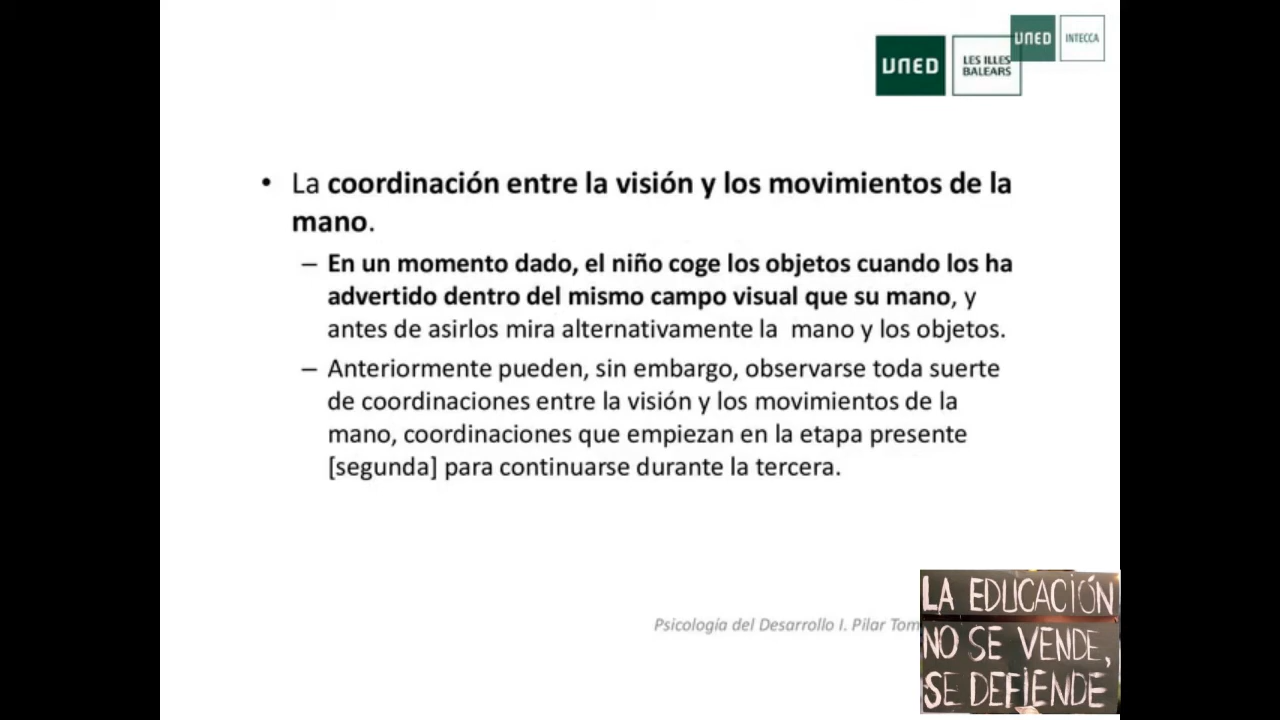 UNED
INTECCA
UNED
LES ILLES
BALEARS
• La coordinación entre la visión y los movimientos de la
mano.
– En un momento dado, el niño coge los objetos cuando los ha
advertido dentro del mismo campo visual que su mano, y
antes de asirlos mira alternativamente la mano y los objetos.
– Anteriormente pueden, sin embargo, observarse toda suerte
de coordinaciones entre la visión y los movimientos de la
mano, coordinaciones que empiezan en la etapa presente
[segunda] para continuarse durante la tercera.
Psicología del Desarrollo I. Pilar Tom
LA EDUCACIÓN
NO SE VENDE,
SE DEFIENDE